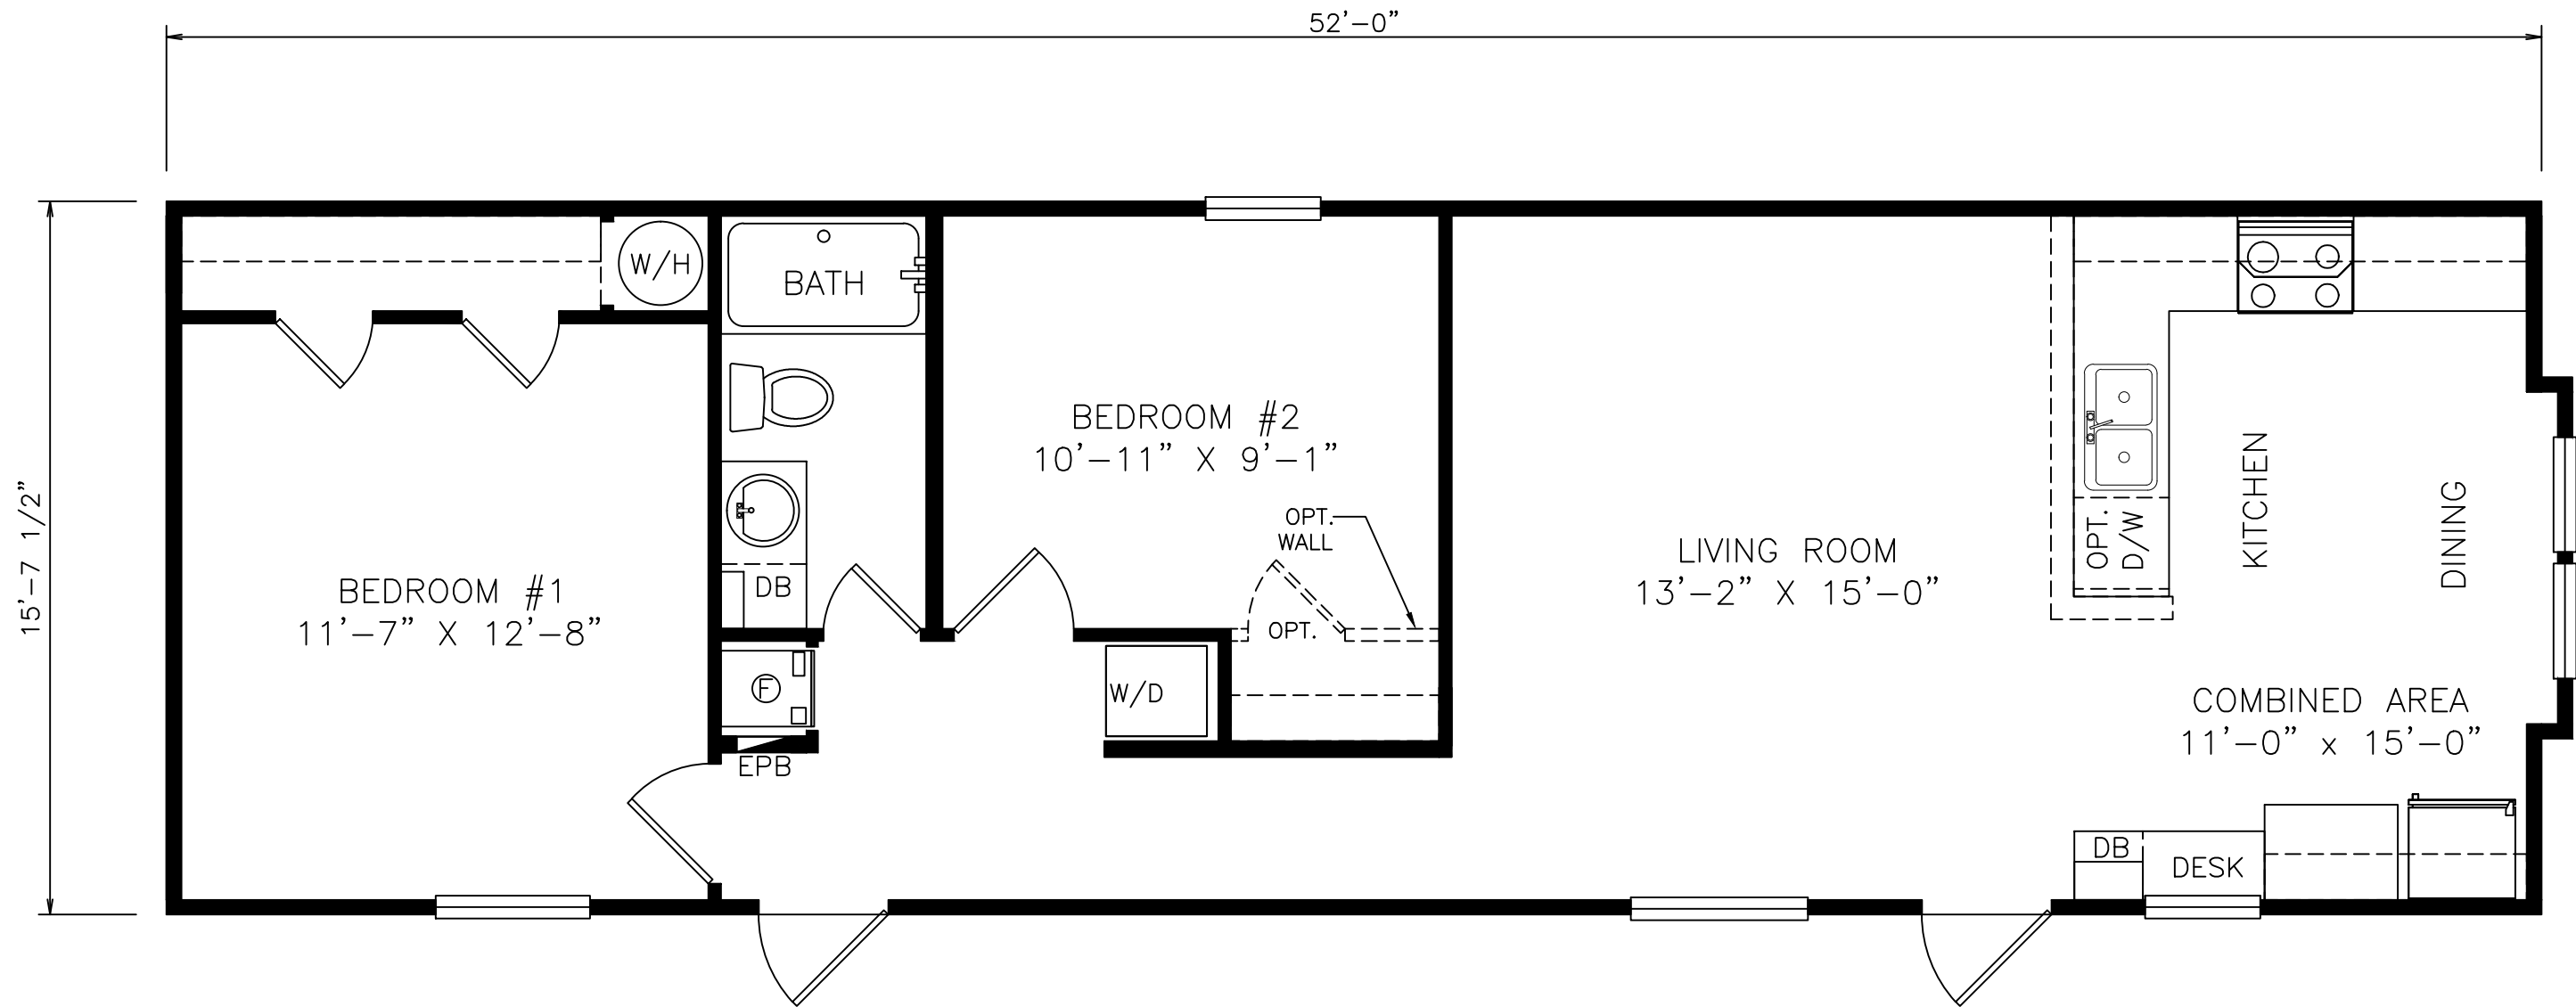 52'-0"
15'-7 1/2"
W/H
BATH
BEDROOM #2
10'-11" X 9'-1"
OPT.
WALL
OPT.
BEDROOM #1
11'-7" X 12'-8"
DB
F
EPB
W/D
LIVING ROOM
13'-2" X 15'-0"
OPT.
D/W
KITCHEN
DINING
COMBINED AREA
11'-0" x 15'-0"
DB
DESK